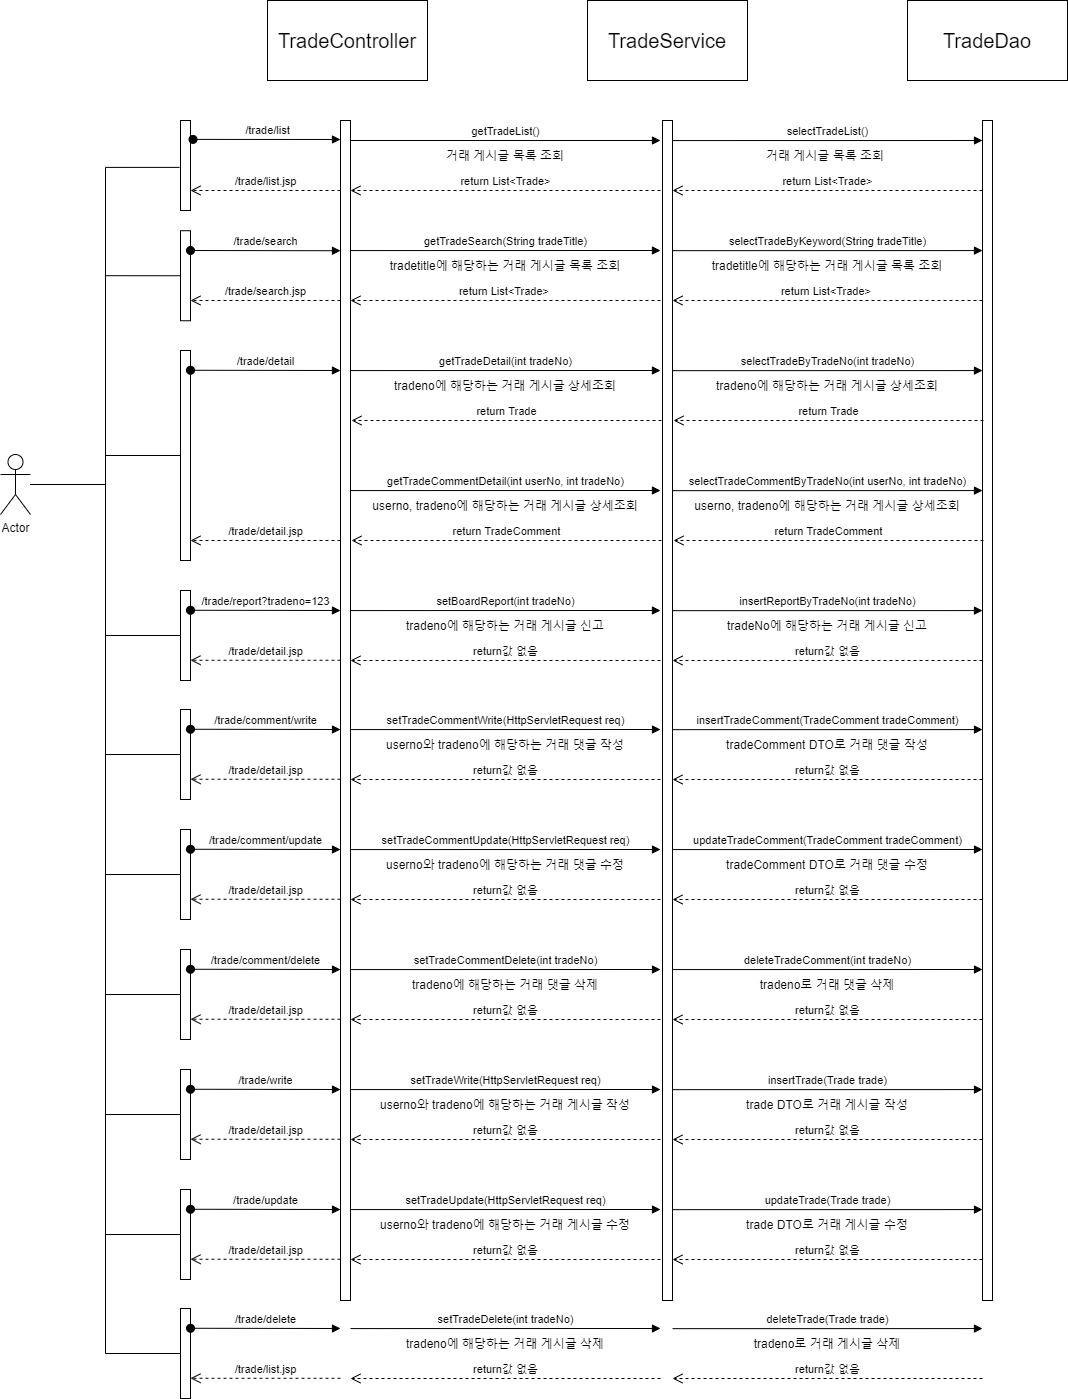 TradeController
TradeService
TradeDao
/trade/list
getTradeList()
selectTradeList()
거래 게시글 목록 조회
거래 게시글 목록 조회
/trade/list.jsp
return List<Trade>
return List<Trade>
/trade/search
getTradeSearch(String tradeTitle)
selectTradeByKeyword(String tradeTitle)
tradetitle에 해당하는 거래 게시글 목록 조회
tradetitle에 해당하는 거래 게시글 목록 조회
/trade/search.jsp
return List<Trade>
return List<Trade>
/trade/detail
getTradeDetail(int tradeNo)
selectTradeByTradeNo(int tradeNo)
tradeno에 해당하는 거래 게시글 상세조회
tradeno에 해당하는 거래 게시글 상세조회
return Trade
return Trade
getTradeCommentDetail(int userNo, int tradeNo)
selectTradeCommentByTradeNo(int userNo, int tradeNo)
userno, tradeno에 해당하는 거래 게시글 상세조회
userno, tradeno에 해당하는 거래 게시글 상세조회
Actor
/trade/detail.jsp
return TradeComment
return TradeComment
/trade/report?tradeno=123
setBoardReport(int tradeNo)
insertReportByTradeNo(int tradeNo)
tradeno에 해당하는 거래 게시글 신고
tradeNo에 해당하는 거래 게시글 신고
/trade/detail.jsp
return값 없음
return값 없음
/trade/comment/write
setTradeCommentWrite(HttpServletRequest req)
insertTradeComment(TradeComment tradeComment)
userno와 tradeno에 해당하는 거래 댓글 작성
tradeComment DTO로 거래 댓글 작성
/trade/detail.jsp
return값 없음
return값 없음
/trade/comment/update
setTradeCommentUpdate(HttpServletRequest req)
updateTradeComment(TradeComment tradeComment)
userno와 tradeno에 해당하는 거래 댓글 수정
tradeComment DTO로 거래 댓글 수정
/trade/detail.jsp
return값 없음
return값 없음
/trade/comment/delete
setTradeCommentDelete(int tradeNo)
deleteTradeComment(int tradeNo)
tradeno에 해당하는 거래 댓글 삭제
tradeno로 거래 댓글 삭제
/trade/detail.jsp
return값 없음
return값 없음
/trade/write
setTradeWrite(HttpServletRequest req)
insertTrade(Trade trade)
userno와 tradeno에 해당하는 거래 게시글 작성
trade DTO로 거래 게시글 작성
/trade/detail.jsp
return값 없음
return값 없음
/trade/update
setTradeUpdate(HttpServletRequest req)
updateTrade(Trade trade)
userno와 tradeno에 해당하는 거래 게시글 수정
trade DTO로 거래 게시글 수정
/trade/detail.jsp
return값 없음
return값 없음
/trade/delete
setTradeDelete(int tradeNo)
deleteTrade(Trade trade)
tradeno에 해당하는 거래 게시글 삭제
tradeno로 거래 게시글 삭제
/trade/list.jsp
return값 없음
return값 없음